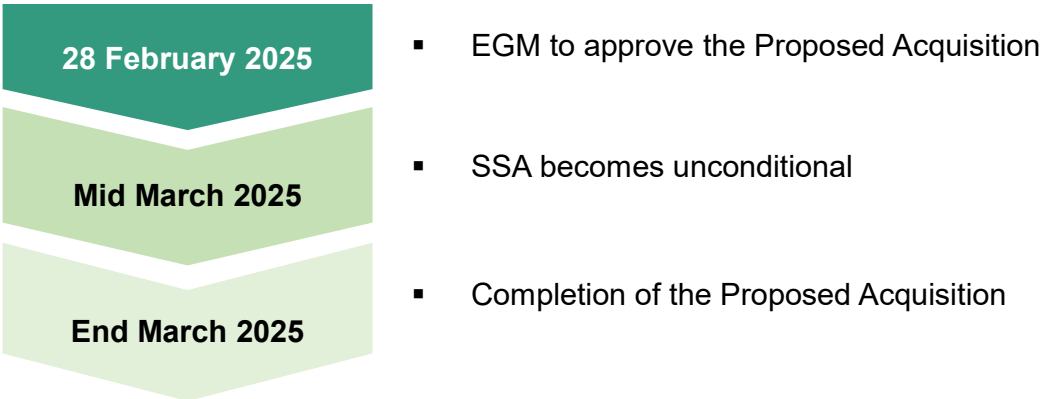 28 February 2025
▪ EGM to approve the Proposed Acquisition
Mid March 2025
▪ SSA becomes unconditional
End March 2025
▪ Completion of the Proposed Acquisition